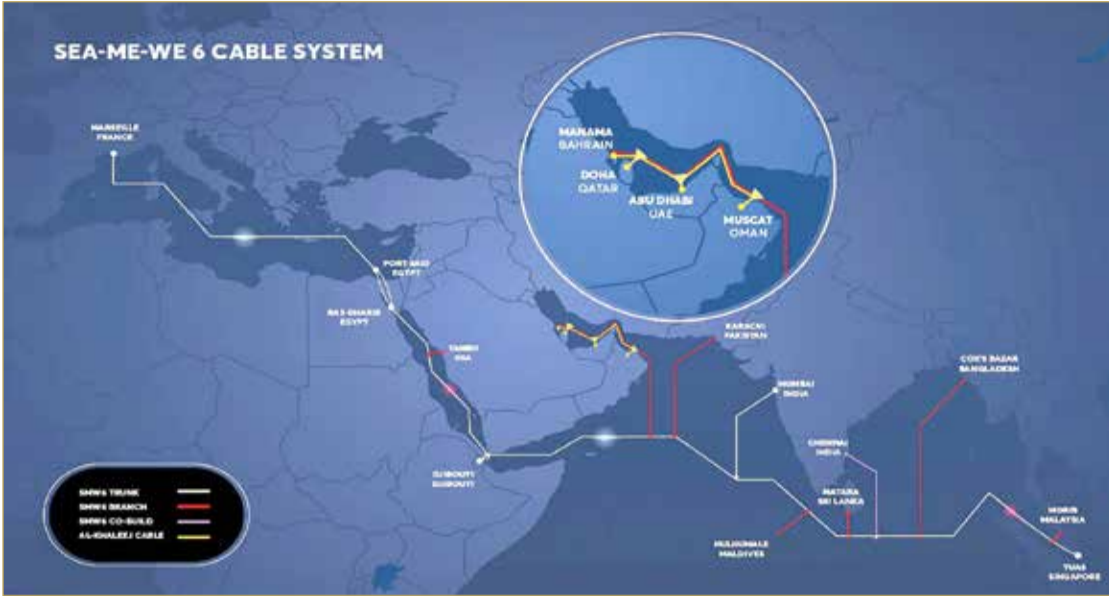 SEA-ME-WE 6 CABLE SYSTEM
MARSEILLE
FRANCE
MANAMA
BAHRAIN
DOHA
QATAR
ABU DHABI
UAE
MUSCAT
OMAN
PORT SAID
EGYPT
RAS GHARIB
EGYPT
YANBU
KSA
DJIBOUTI
DJIBOUTI
KARACHI
PAKISTAN
MUMBAI
INDIA
COX'S BAZAR
BANGLADESH
CHENNAI
INDIA
MATARA
SRI LANKA
HULHUMALE
MALDIVES
MORIB
MALAYSIA
TUAS
SINGAPORE
SMW6 TRUNK
SMW6 BRANCH
SMW6 CO-BUILD
AL-KHALEEJ CABLE